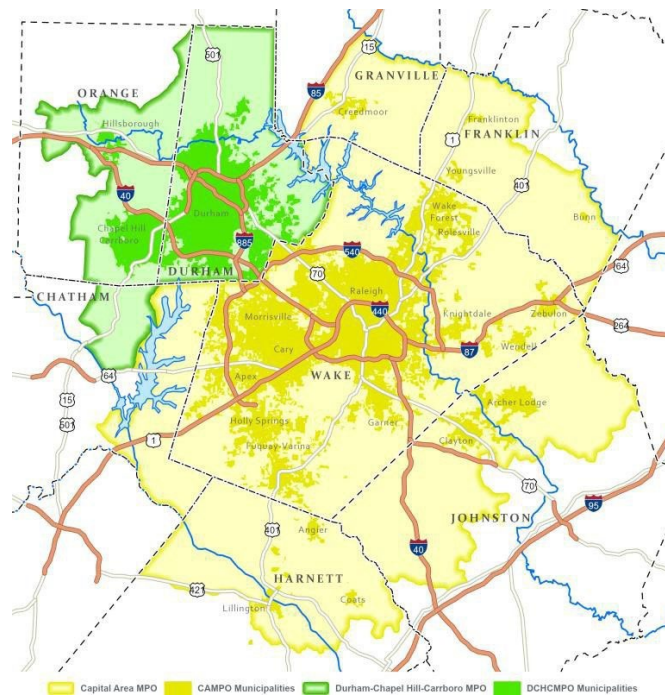 501
15
GRANVILLE
ORANGE
85
Creedmoor
Hillsborough
Franklinton
1
FRANKLIN
Youngsville
401
40
Wake
Forest
Rolesville
Bunn
Durham
Chapel Hill
Carrboro
885
540
DURHAM
70
64
CHATHAM
Raleigh
440
Morrisville
Knightdale
Zebulon
264
Cary
87
Wendell
64
Apex
WAKE
15
501
Archer Lodge
1
Holly Springs
Garner
Clayton
Fuquay-Varina
70
95
401
Angier
JOHNSTON
40
HARNETT
421
Coats
Lillington
Capital Area MPO
CAMPO Municipalities
Durham-Chapel Hill-Carrboro MPO
DCHCMPO Municipalities